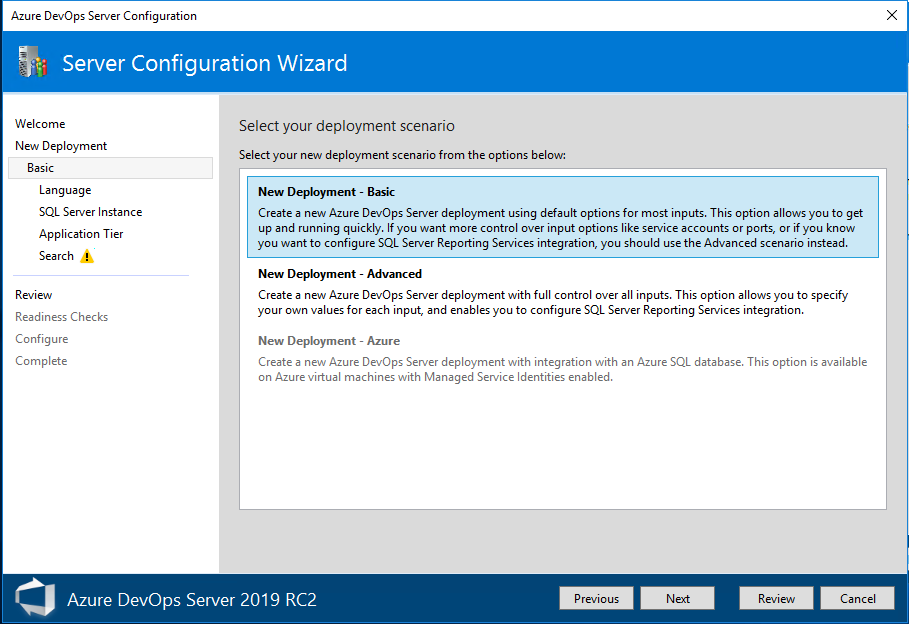 Azure DevOps Server Configuration
Server Configuration Wizard
Welcome
New Deployment
Basic
Language
SQL Server Instance
Application Tier
Search
Review
Readiness Checks
Configure
Complete
Select your deployment scenario
Select your new deployment scenario from the options below:
New Deployment - Basic
Create a new Azure DevOps Server deployment using default options for most inputs. This option allows you to get
up and running quickly. If you want more control over input options like service accounts or ports, or if you know
you want to configure SQL Server Reporting Services integration, you should use the Advanced scenario instead.
New Deployment - Advanced
Create a new Azure DevOps Server deployment with full control over all inputs. This option allows you to specify
your own values for each input, and enables you to configure SQL Server Reporting Services integration.
New Deployment - Azure
Create a new Azure DevOps Server deployment with integration with an Azure SQL database. This option is available
on Azure virtual machines with Managed Service Identities enabled.
Azure DevOps Server 2019 RC2
Previous
Next
Review
Cancel